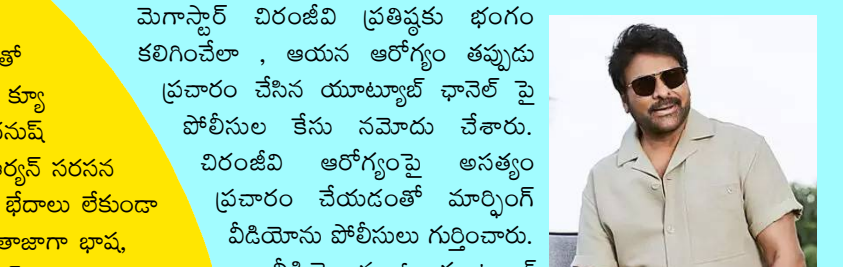 మెగాస్టార్ చిరంజీవి ప్రతిష్ఠకు భంగం
కలిగించేలా , ఆయన ఆరోగ్యం తప్పుడు
ప్రచారం చేసిన యూట్యూబ్ ఛానెల్ పై
పోలీసుల కేసు నమోదు చేశారు.
చిరంజీవి ఆరోగ్యంపై అసత్యం
ప్రచారం చేయడంతో మార్ఫింగ్
వీడియోను పోలీసులు గుర్తించారు.
తో
క్యూ
నుష్
ర్యన్ సరసన
భేదాలు లేకుండా
తాజాగా భాష,